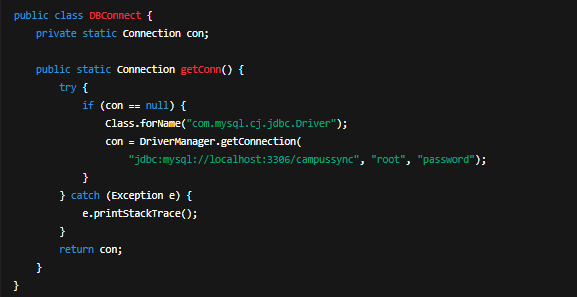 public class DBConnect {
    private static Connection con;

    public static Connection getConn() {
        try {
            if (con == null) {
                Class.forName("com.mysql.cj.jdbc.Driver");
                con = DriverManager.getConnection(
                    "jdbc:mysql://localhost:3306/campussync", "root", "password");
            }
        } catch (Exception e) {
            e.printStackTrace();
        }
        return con;
    }
}